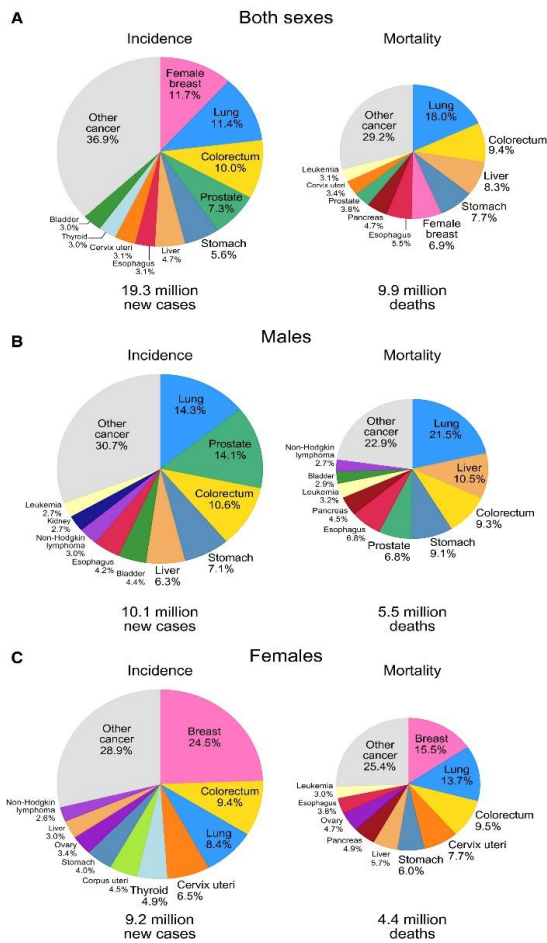 A
Both sexes
Incidence
Mortality
Female
breast
11.7%
Lung
11.4%
Colorectum
10.0%
Prostate
7.3%
Stomach
5.6%
Liver
4.7%
Esophagus
3.1%
Cervix uteri
3.1%
Thyroid
3.0%
Bladder
3.0%
Other
cancer
36.9%
19.3 million
new cases
Lung
18.0%
Colorectum
9.4%
Liver
8.3%
Stomach
7.7%
Female
breast
6.9%
Esophagus
5.5%
Pancreas
4.7%
Prostate
3.8%
Cervix uteri
3.4%
Leukemia
3.1%
Other
cancer
29.2%
9.9 million
deaths
B
Males
Incidence
Mortality
Lung
14.3%
Prostate
14.1%
Colorectum
10.6%
Stomach
7.1%
Liver
6.3%
Bladder
4.4%
Esophagus
4.2%
Non-Hodgkin
lymphoma
3.0%
Kidney
2.7%
Leukemia
2.7%
Other
cancer
30.7%
10.1 million
new cases
Lung
21.5%
Liver
10.5%
Colorectum
9.3%
Stomach
9.1%
Prostate
6.8%
Esophagus
6.8%
Pancreas
4.5%
Leukemia
3.2%
Bladder
2.9%
Non-Hodgkin
lymphoma
2.7%
Other
cancer
22.9%
5.5 million
deaths
C
Females
Incidence
Mortality
Breast
24.5%
Colorectum
9.4%
Lung
8.4%
Cervix uteri
6.5%
Thyroid
4.9%
Corpus uteri
4.5%
Stomach
4.0%
Ovary
3.4%
Liver
3.0%
Non-Hodgkin
lymphoma
2.6%
Other
cancer
28.9%
9.2 million
new cases
Breast
15.5%
Lung
13.7%
Colorectum
9.5%
Cervix uteri
7.7%
Stomach
6.0%
Liver
5.7%
Pancreas
4.9%
Ovary
4.7%
Esophagus
3.8%
Leukemia
3.0%
Other
cancer
25.4%
4.4 million
deaths